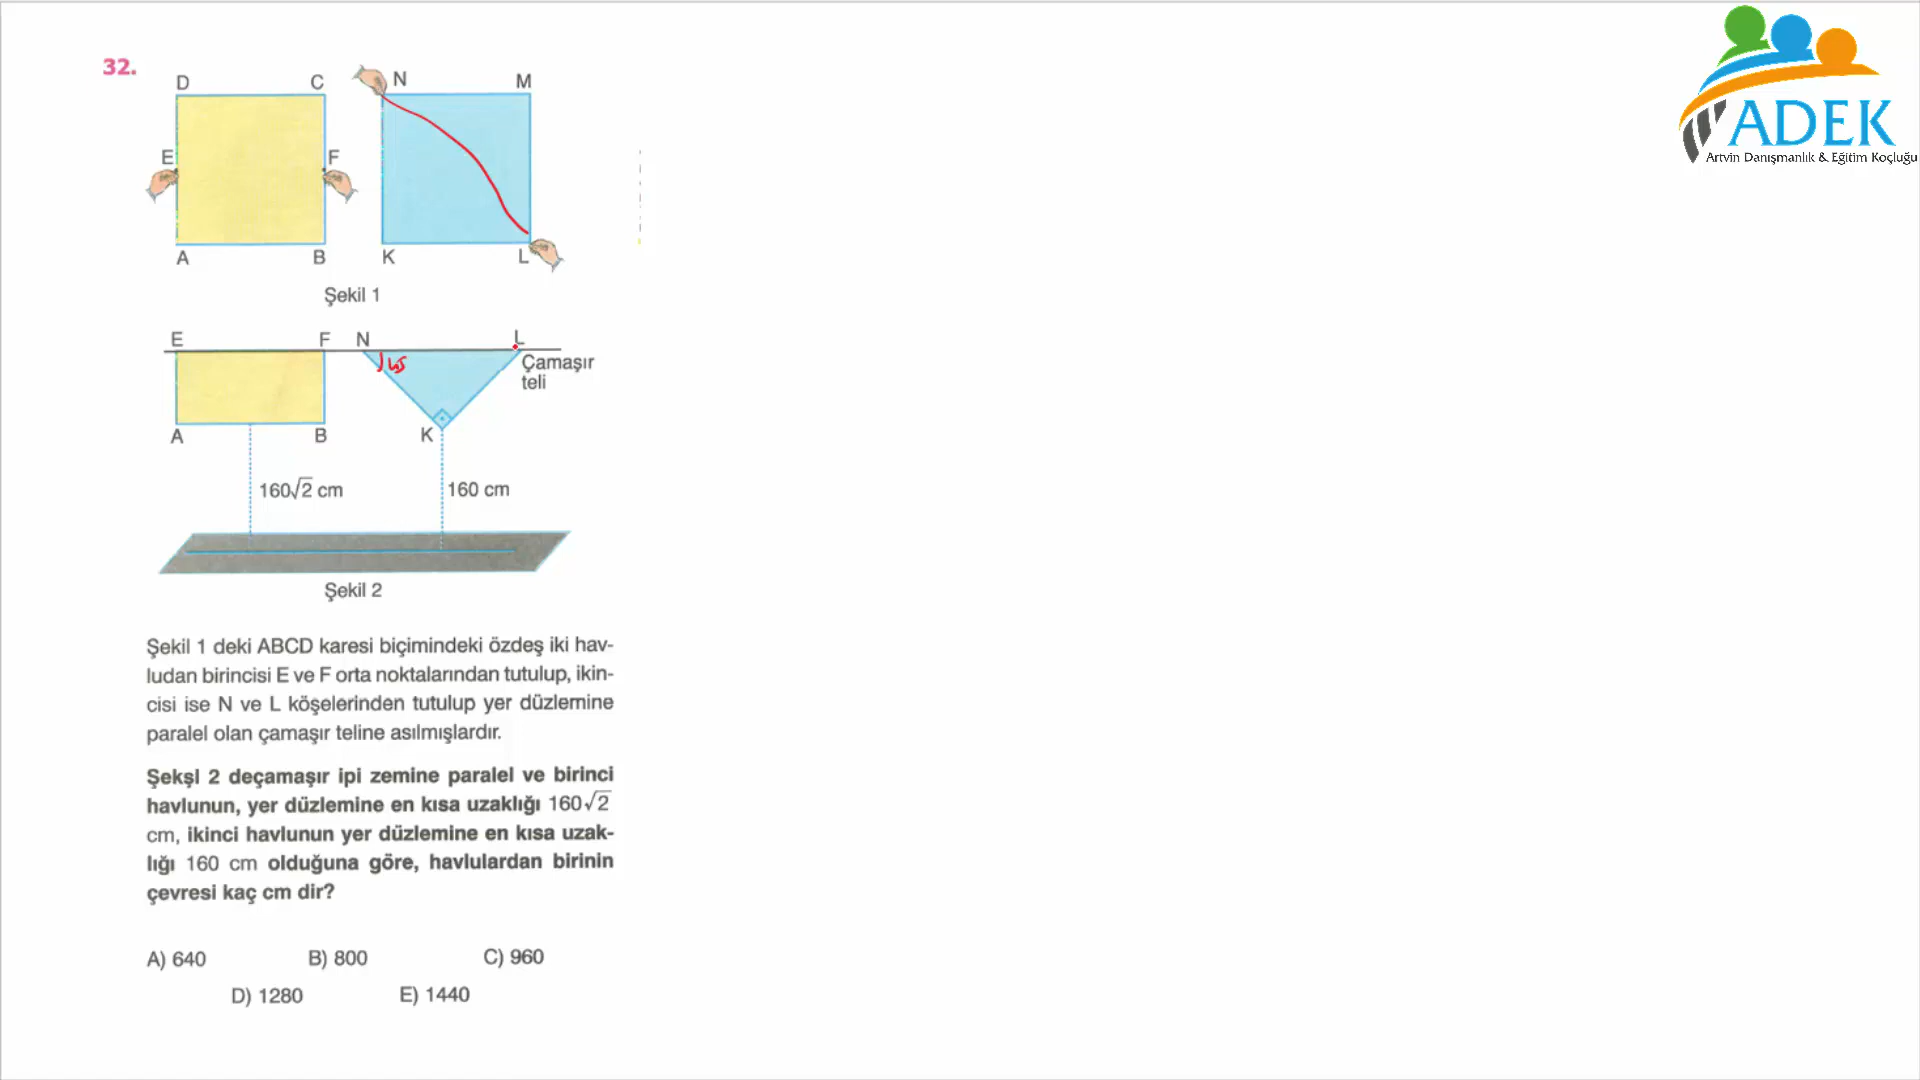 32.
D C N M
E F
A B K L
Şekil 1
E F N L
Çamaşır
teli
45
A B K
160√2 cm 160 cm
Şekil 2
Şekil 1 deki ABCD karesi biçimindeki özdeş iki hav-
ludan birincisi E ve F orta noktalarından tutulup, ikin-
cisi ise N ve L köşelerinden tutulup yer düzlemine
paralel olan çamaşır teline asılmışlardır.
Şekşl 2 deçamaşır ipi zemine paralel ve birinci
havlunun, yer düzlemine en kısa uzaklığı 160√2
cm, ikinci havlunun yer düzlemine en kısa uzak-
lığı 160 cm olduğuna göre, havlulardan birinin
çevresi kaç cm dir?
A) 640 B) 800 C) 960
D) 1280 E) 1440
ADEK
Artvin Danışmanlık & Eğitim Koçluğu